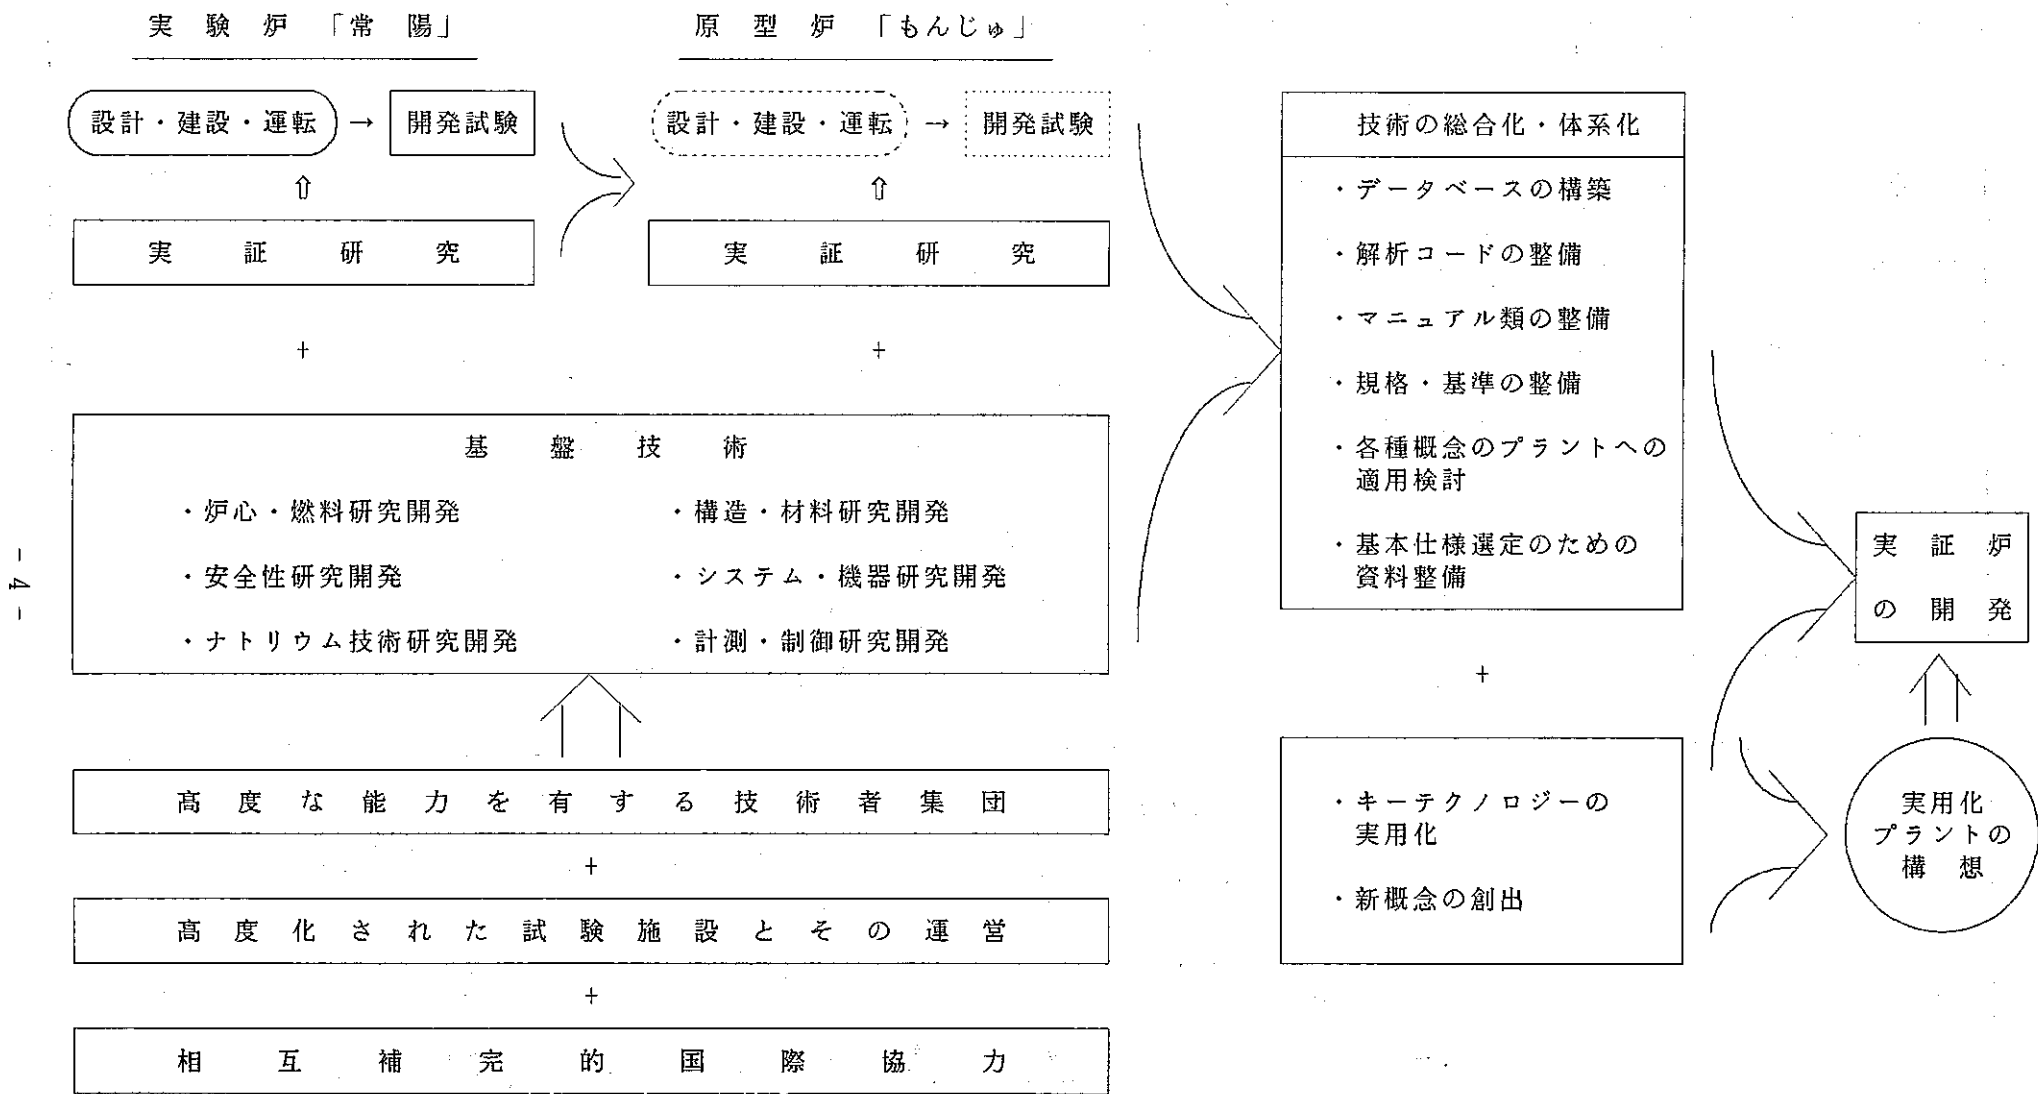 実験炉「常陽」
原型炉「もんじゅ」
設計・建設・運転 → 開発試験
⇧
実証研究
設計・建設・運転 → 開発試験
⇧
実証研究
+
+
基盤技術
・炉心・燃料研究開発
・構造・材料研究開発
・安全性研究開発
・システム・機器研究開発
・ナトリウム技術研究開発
・計測・制御研究開発
高度な能力を有する技術者集団
+
高度化された試験施設とその運営
+
相互補完的国際協力
技術の総合化・体系化
・データベースの構築
・解析コードの整備
・マニュアル類の整備
・規格・基準の整備
・各種概念のプラントへの
適用検討
・基本仕様選定のための
資料整備
+
・キーテクノロジーの
実用化
・新概念の創出
実証炉
の開発
実用化
プラントの
構想
- 4 -